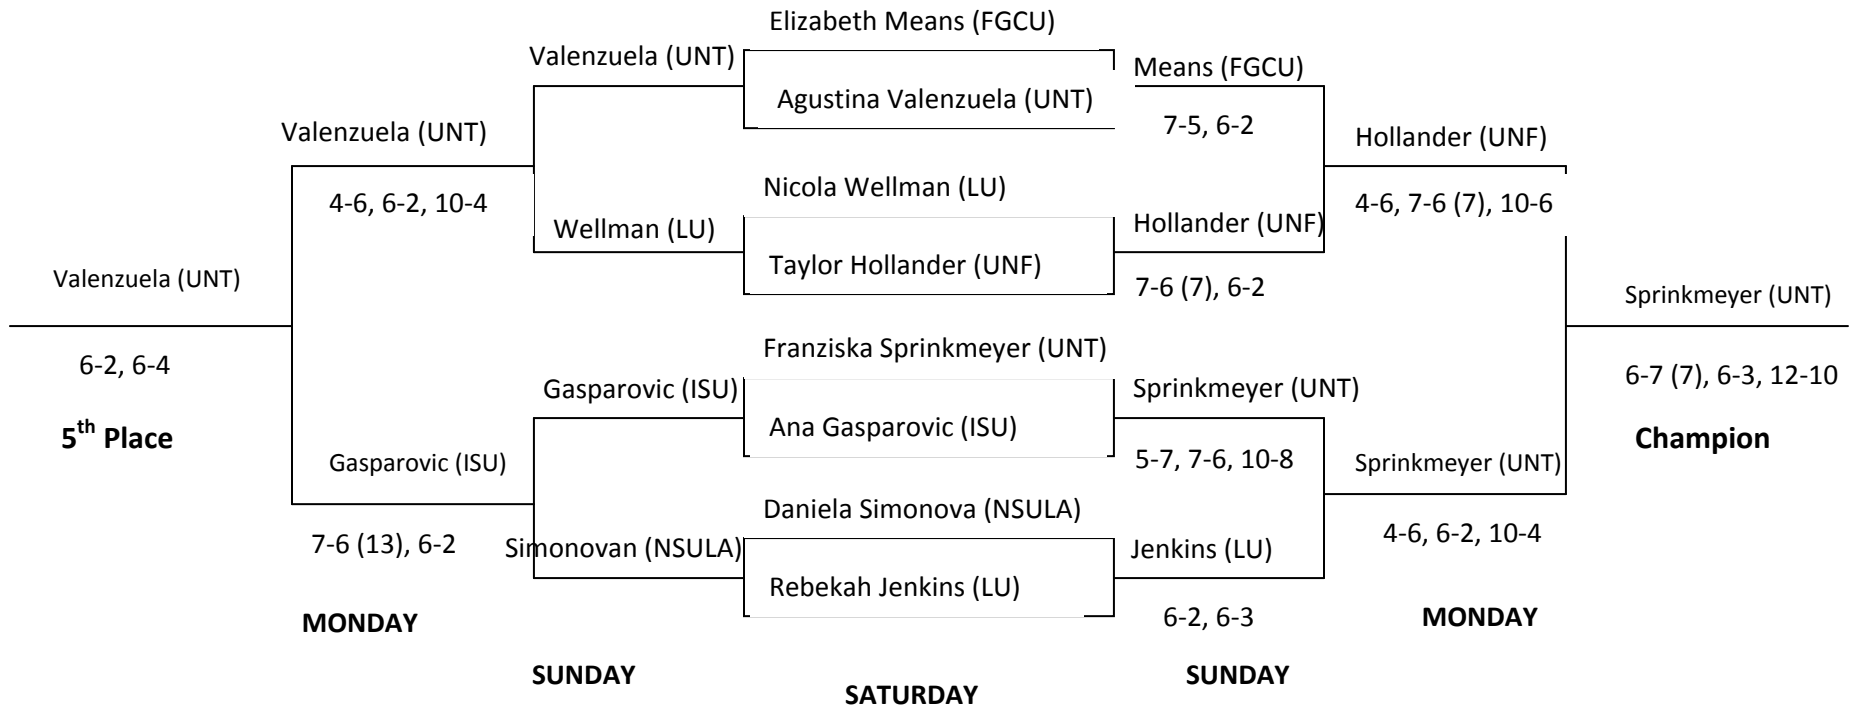 Elizabeth Means (FGCU)
Valenzuela (UNT)
Means (FGCU)
Agustina Valenzuela (UNT)
7-5, 6-2
Valenzuela (UNT)
Hollander (UNF)
Nicola Wellman (LU)
4-6, 6-2, 10-4
4-6, 7-6 (7), 10-6
Wellman (LU)
Hollander (UNF)
Taylor Hollander (UNF)
Valenzuela (UNT)
7-6 (7), 6-2
Sprinkmeyer (UNT)
Franziska Sprinkmeyer (UNT)
6-2, 6-4
6-7 (7), 6-3, 12-10
Gasparovic (ISU)
Sprinkmeyer (UNT)
Ana Gasparovic (ISU)
5th Place
Champion
Gasparovic (ISU)
5-7, 7-6, 10-8
Sprinkmeyer (UNT)
Daniela Simonova (NSULA)
7-6 (13), 6-2
4-6, 6-2, 10-4
Simonovan (NSULA)
Jenkins (LU)
Rebekah Jenkins (LU)
6-2, 6-3
MONDAY
MONDAY
SUNDAY
SUNDAY
SATURDAY